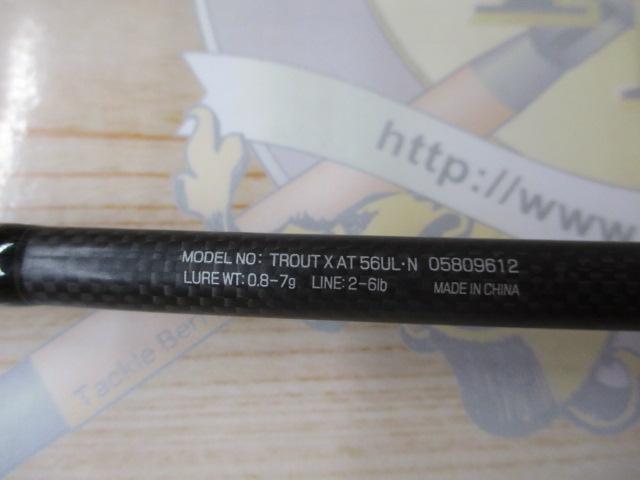 http://www.
MODEL NO: TROUT X AT 56UL・N 05809612
LURE WT: 0.8-7g LINE: 2-6lb MADE IN CHINA
Tackle Ber